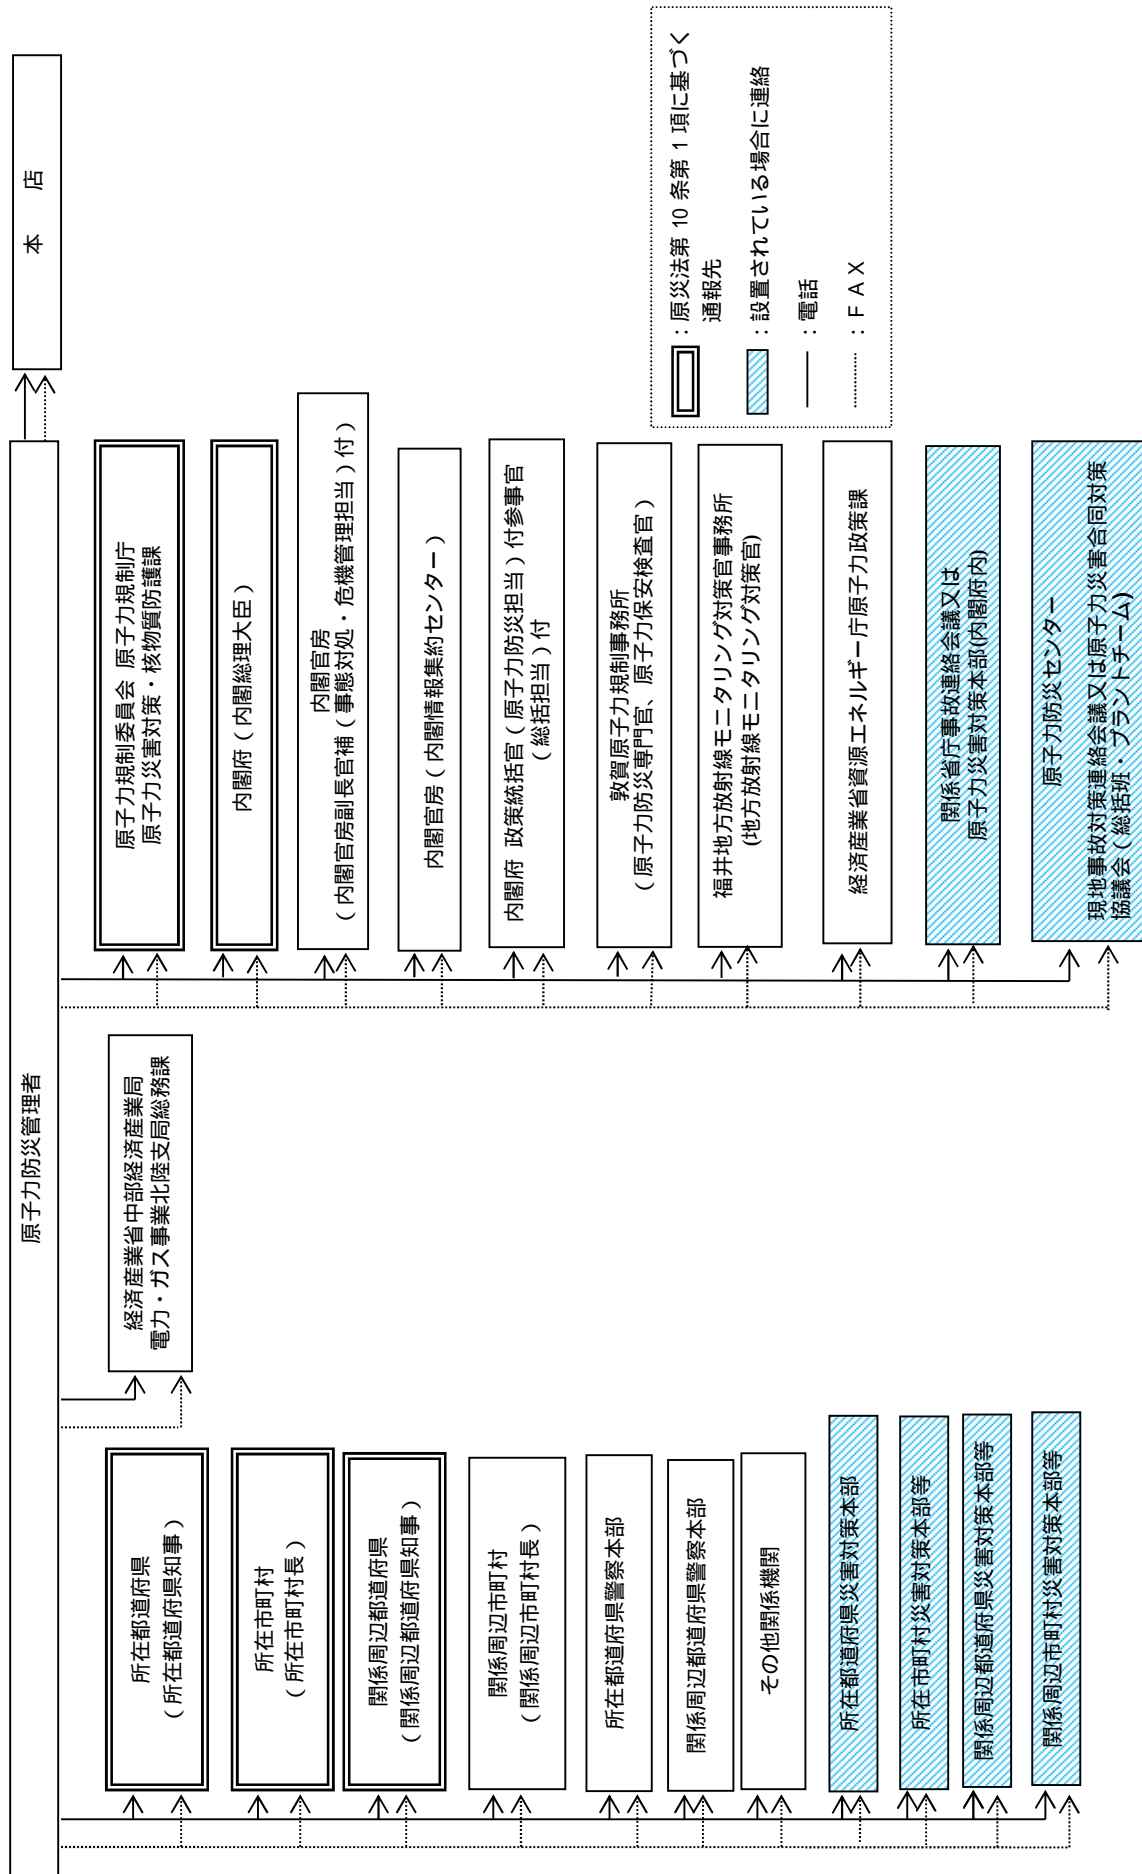 原子力防災管理者
本　店
原子力規制委員会 原子力規制庁
原子力災害対策・核物質防護課
内閣府（内閣総理大臣）
内閣官房
（内閣官房副長官補（事態対処・危機管理担当）付）
内閣官房（内閣情報集約センター）
内閣府 政策統括官（原子力防災担当）付参事官
（総括担当）付
敦賀原子力規制事務所
（原子力防災専門官、原子力保安検査官）
福井地方放射線モニタリング対策官事務所
(地方放射線モニタリング対策官)
経済産業省資源エネルギー庁原子力政策課
関係省庁事故連絡会議又は
原子力災害対策本部(内閣府内)
原子力防災センター
現地事故対策連絡会議又は原子力災害合同対策
協議会（総括班・プラントチーム)
経済産業省中部経済産業局
電力・ガス事業北陸支局総務課
所在都道府県
（所在都道府県知事）
所在市町村
（所在市町村長）
関係周辺都道府県
（関係周辺都道府県知事）
関係周辺市町村
（関係周辺市町村長）
所在都道府県警察本部
関係周辺都道府県警察本部
その他関係機関
所在都道府県災害対策本部
所在市町村災害対策本部等
関係周辺都道府県災害対策本部等
関係周辺市町村災害対策本部等
：原災法第 10 条第 1 項に基づく
通報先
：設置されている場合に連絡
：電話
：ＦＡＸ